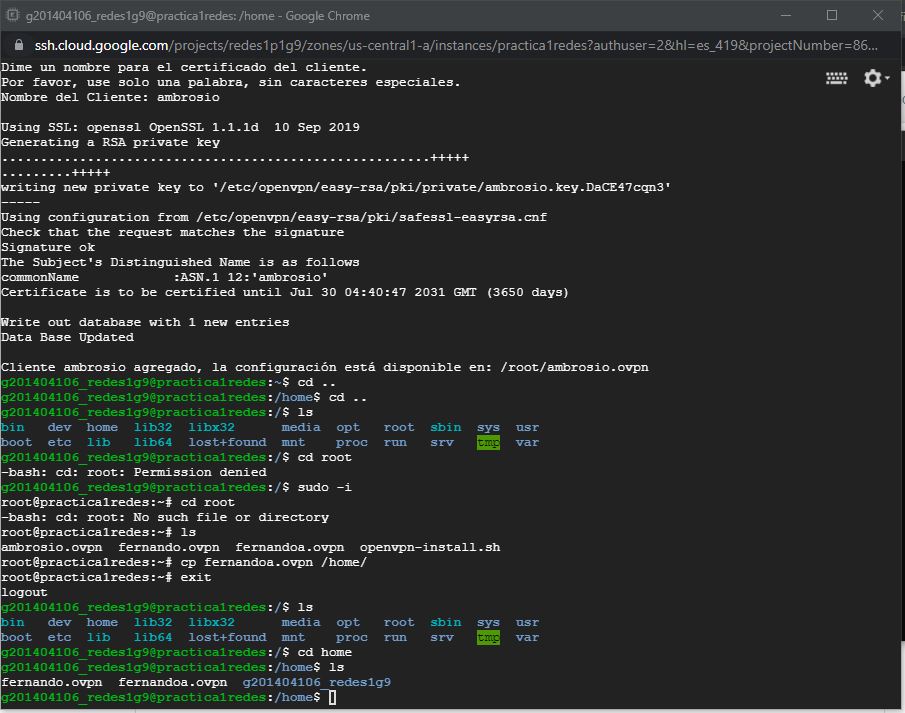 g201404106_redes1g9@practica1redes: /home - Google Chrome
ssh.cloud.google.com/projects/redes1p1g9/zones/us-central1-a/instances/practica1redes?authuser=2&hl=es_419&projectNumber=86...
Dime un nombre para el certificado del cliente.
Por favor, use solo una palabra, sin caracteres especiales.
Nombre del Cliente: ambrosio
Using SSL: openssl OpenSSL 1.1.1d  10 Sep 2019
Generating a RSA private key
.......................................................+++++
.........+++++
writing new private key to '/etc/openvpn/easy-rsa/pki/private/ambrosio.key.DaCE47cqn3'
-----
Using configuration from /etc/openvpn/easy-rsa/pki/safessl-easyrsa.cnf
Check that the request matches the signature
Signature ok
The Subject's Distinguished Name is as follows
commonName            :ASN.1 12:'ambrosio'
Certificate is to be certified until Jul 30 04:40:47 2031 GMT (3650 days)
Write out database with 1 new entries
Data Base Updated
Cliente ambrosio agregado, la configuración está disponible en: /root/ambrosio.ovpn
g201404106_redes1g9@practica1redes:~$ cd ..
g201404106_redes1g9@practica1redes:/home$ cd ..
g201404106_redes1g9@practica1redes:/$ ls
bin   dev  home  lib32  libx32      media  opt   root  sbin  sys  usr
boot  etc  lib   lib64  lost+found  mnt    proc  run   srv   tmp  var
g201404106_redes1g9@practica1redes:/$ cd root
-bash: cd: root: Permission denied
g201404106_redes1g9@practica1redes:/$ sudo -i
root@practica1redes:~# cd root
-bash: cd: root: No such file or directory
root@practica1redes:~# ls
ambrosio.ovpn  fernando.ovpn  fernandoa.ovpn  openvpn-install.sh
root@practica1redes:~# cp fernandoa.ovpn /home/
root@practica1redes:~# exit
logout
g201404106_redes1g9@practica1redes:/$ ls
bin   dev  home  lib32  libx32      media  opt   root  sbin  sys  usr
boot  etc  lib   lib64  lost+found  mnt    proc  run   srv   tmp  var
g201404106_redes1g9@practica1redes:/$ cd home
g201404106_redes1g9@practica1redes:/home$ ls
fernando.ovpn  fernandoa.ovpn  g201404106_redes1g9
g201404106_redes1g9@practica1redes:/home$